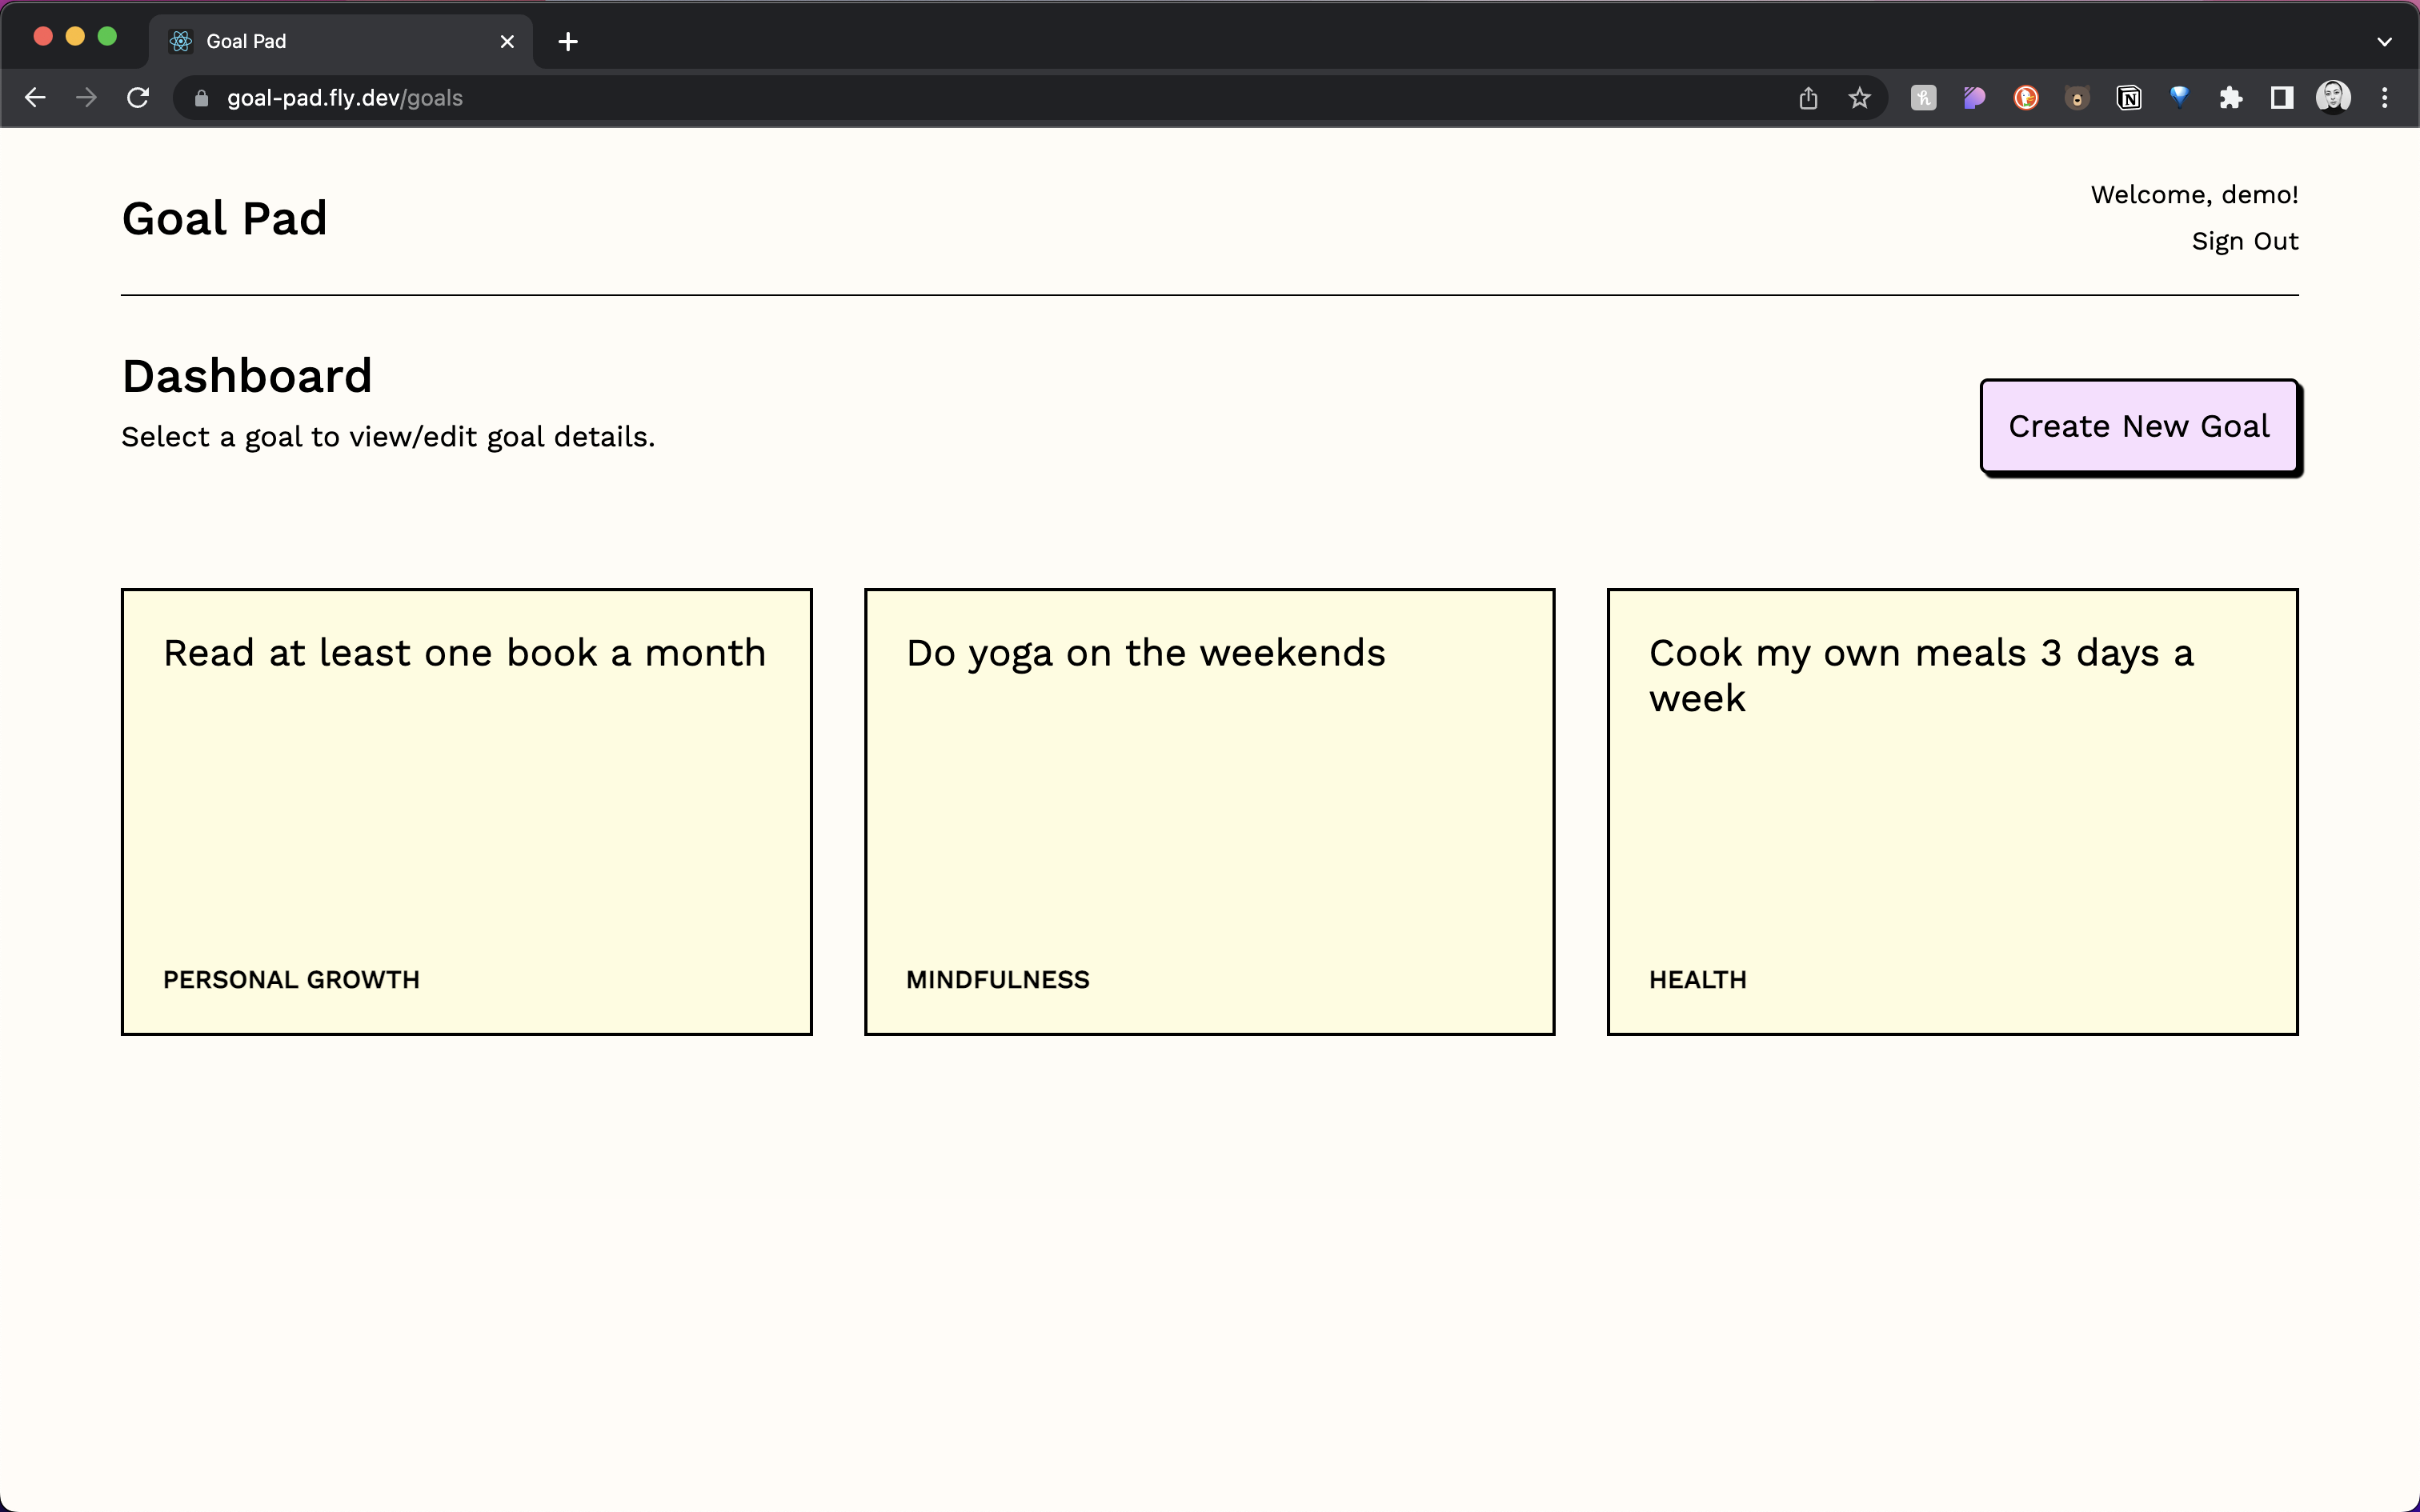 Goal Pad
goal-pad.fly.dev/goals
Goal Pad
Welcome, demo!
Sign Out
Dashboard
Select a goal to view/edit goal details.
Create New Goal
Read at least one book a month
PERSONAL GROWTH
Do yoga on the weekends
MINDFULNESS
Cook my own meals 3 days a
week
HEALTH